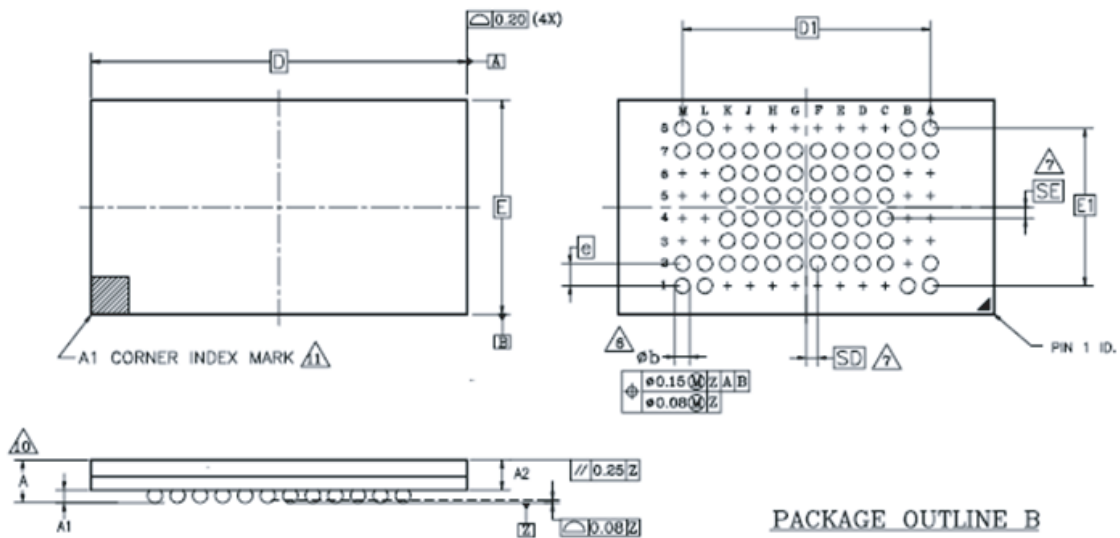 ⌓ 0.20 (4X)
D
A
E
B
A1 CORNER INDEX MARK 11
D1
M L K J H G F E D C B A
8
7
6
5
4
3
2
1
7
SE
E1
e
6
øb
SD 7
PIN 1 ID.
⌖ ø0.15 Ⓜ Z A B
ø0.08 Ⓜ Z
10
A
A1
A2
// 0.25 Z
Z
⌓ 0.08 Z
PACKAGE OUTLINE B